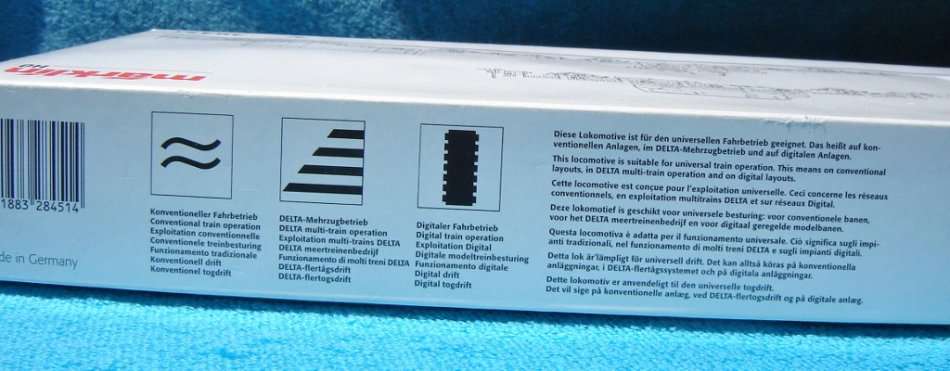 märklin
HO
1883 284514
de in Germany
Konventioneller Fahrbetrieb
Conventional train operation
Exploitation conventionelle
Conventionele treinbesturing
Funzionamento tradizionale
Konventionell drift
Konventionel togdrift
DELTA-Mehrzugbetrieb
DELTA multi-train operation
Exploitation multi-trains DELTA
DELTA meertreinenbedrijf
Funzionamento di molti treni DELTA
DELTA-flertågsdrift
DELTA-flertogsdrift
Digitaler Fahrbetrieb
Digital train operation
Exploitation Digital
Digitale modeltreinbesturing
Funzionamento digitale
Digital drift
Digital togdrift
Diese Lokomotive ist für den universellen Fahrbetrieb geeignet. Das heißt auf kon-
ventionellen Anlagen, im DELTA-Mehrzugbetrieb und auf digitalen Anlagen.
This locomotive is suitable for universal train operation. This means on conventional
layouts, in DELTA multi-train operation and on digital layouts.
Cette locomotive est conçue pour l'exploitation universelle. Ceci concerne les réseaux
conventionnels, en exploitation multitrains DELTA et sur réseaux Digital.
Deze lokomotief is geschikt voor universele besturing: voor conventionele banen,
voor het DELTA meertreinenbedrijf en voor digitaal geregelde modelbanen.
Questa locomotiva è adatta per il funzionamento universale. Ciò significa sugli impi-
anti tradizionali, nel funzionamento di molti treni DELTA e sugli impianti digitali.
Detta lok är lämpligt för universell drift. Det kan alltså köras på konventionella
anläggningar, i DELTA-flertågssystemet och på digitala anläggningar.
Dette lokomotiv er anvendeligt til den universelle togdrift.
Det vil sige på konventionelle anlæg, ved DELTA-flertogsdrift og på digitale anlæg.